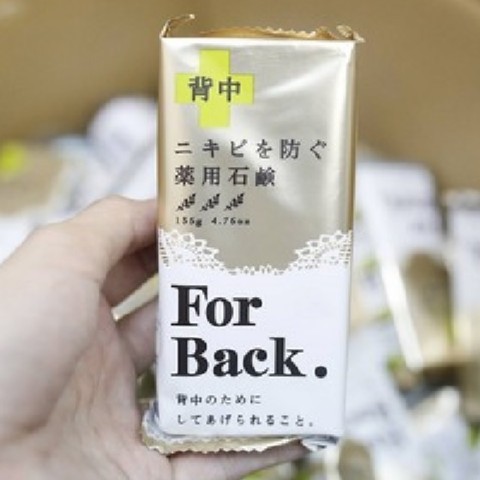 背中
ニキビを防ぐ
薬用石鹸
135g 4.76oz
For
Back.
背中のために
してあげられること。